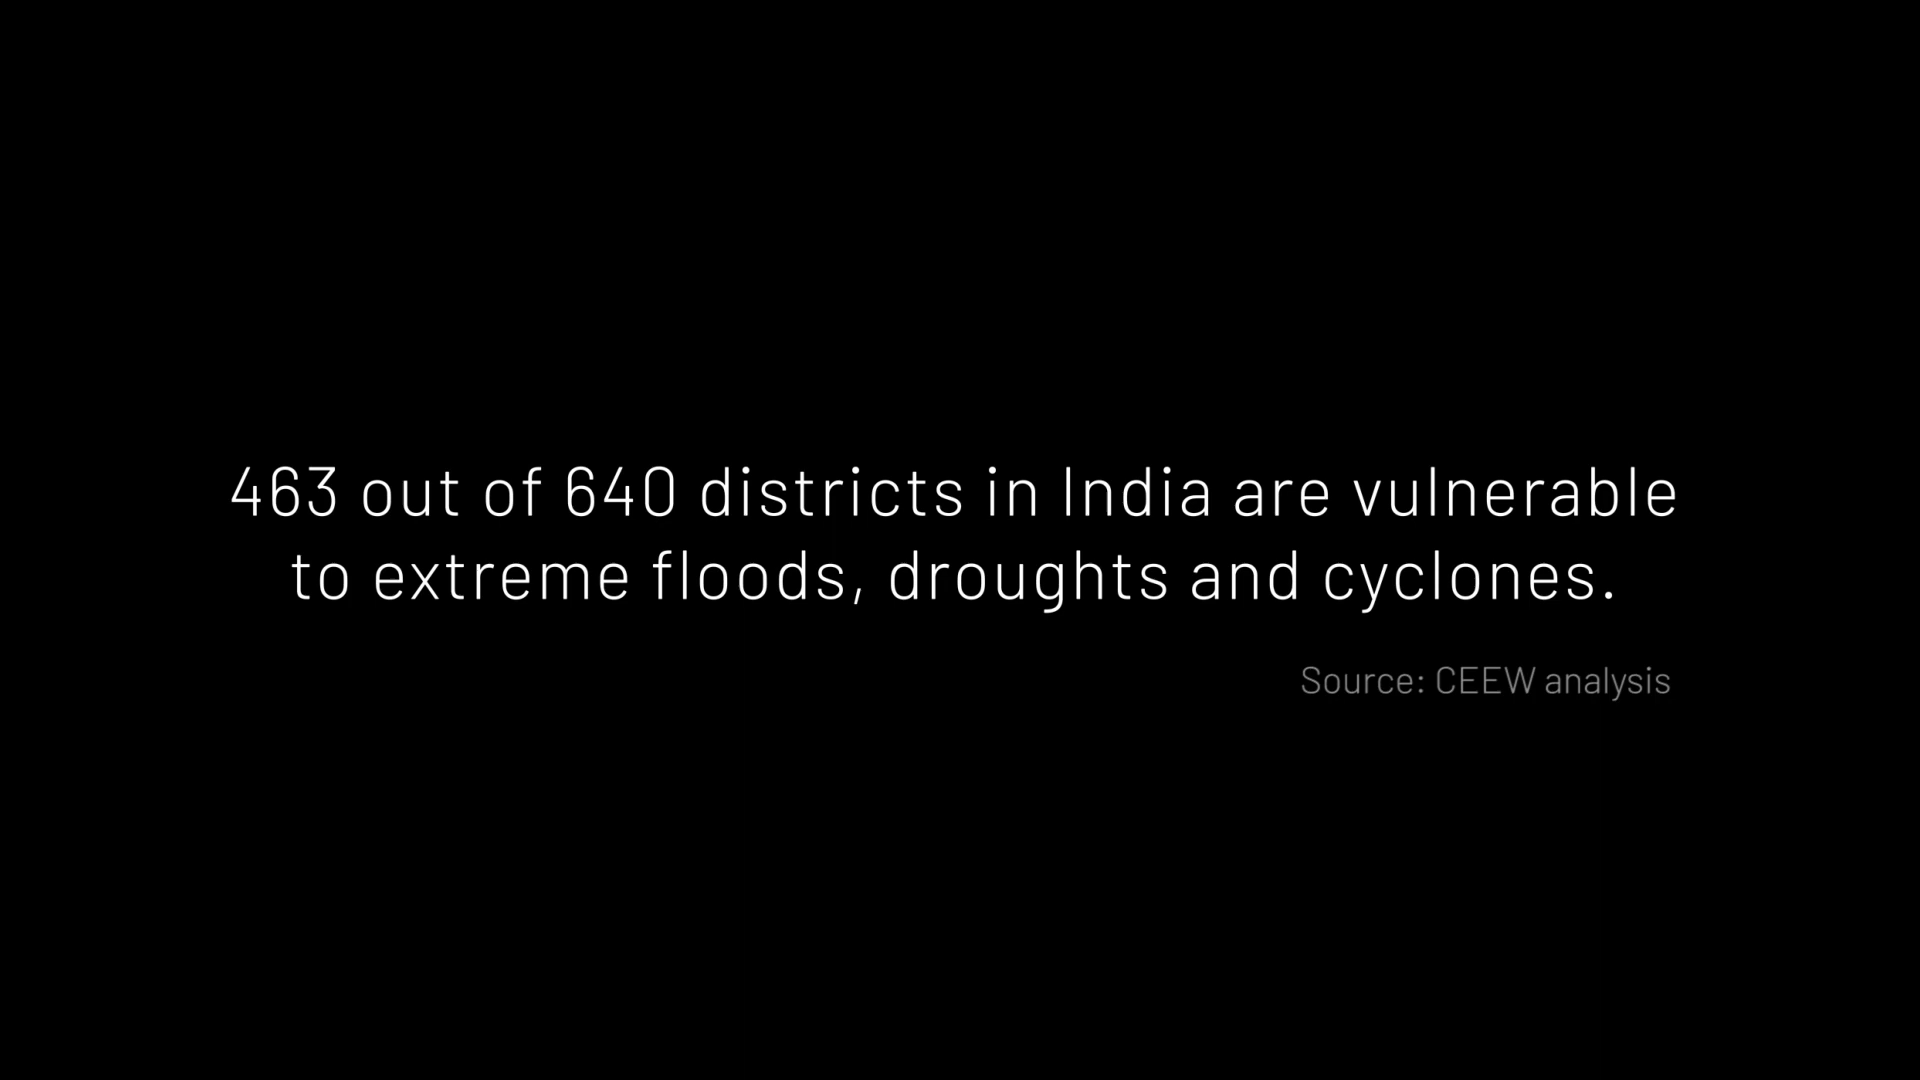 463 out of 640 districts in India are vulnerable
to extreme floods, droughts and cyclones.
Source: CEEW analysis